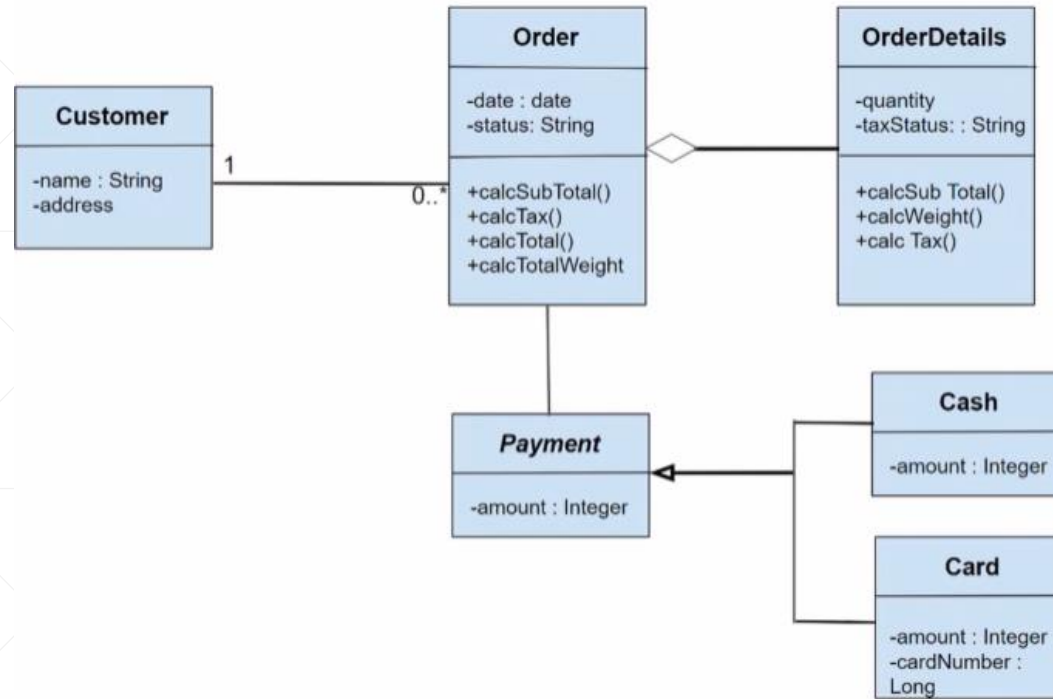 Customer
-name : String
-address
1
0..*
Order
-date : date
-status: String
+calcSubTotal()
+calcTax()
+calcTotal()
+calcTotalWeight
OrderDetails
-quantity
-taxStatus: : String
+calcSub Total()
+calcWeight()
+calc Tax()
Payment
-amount : Integer
Cash
-amount : Integer
Card
-amount : Integer
-cardNumber :
Long